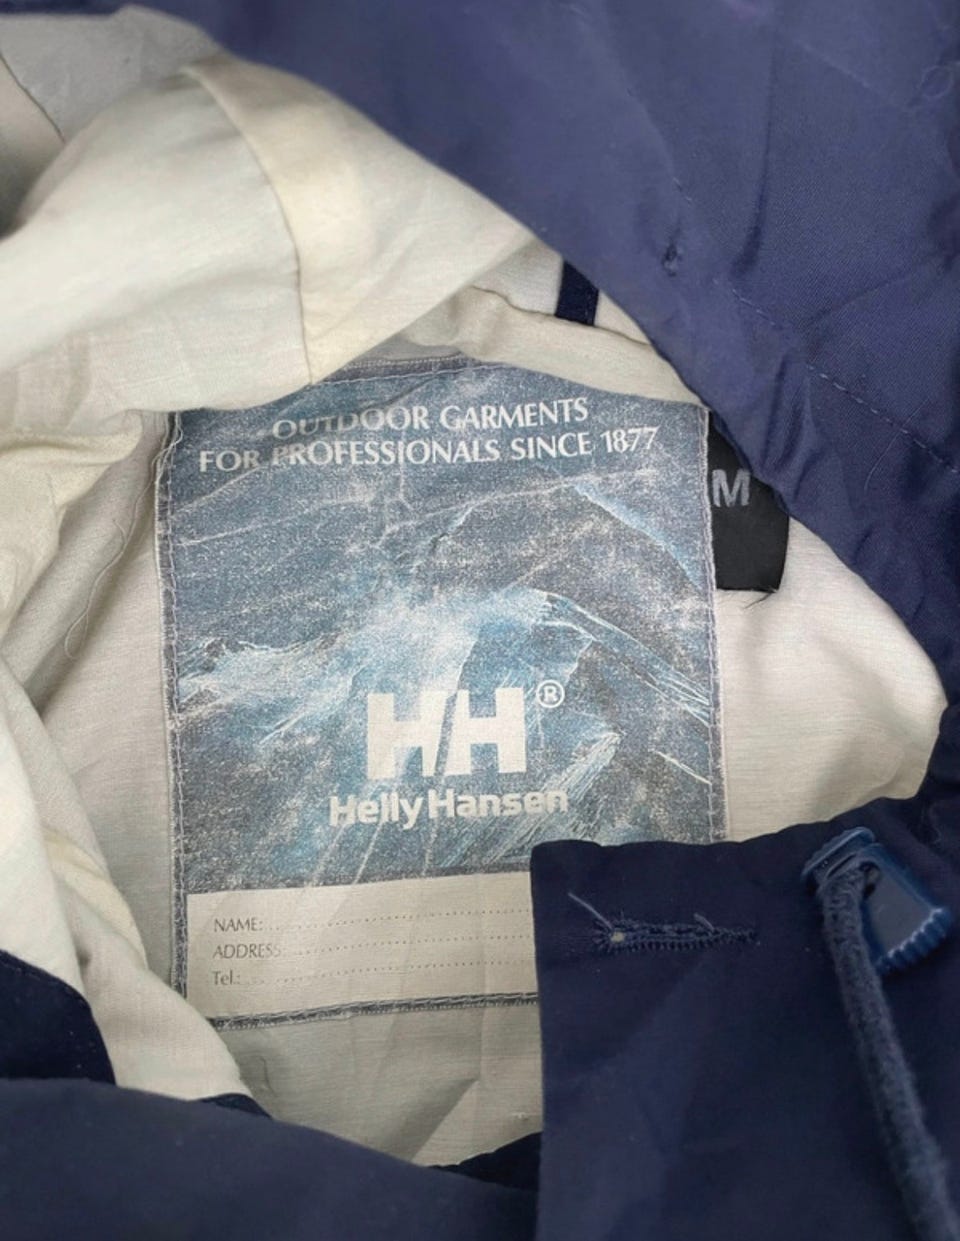 OUTDOOR GARMENTS
FOR PROFESSIONALS SINCE 1877
M
HH®
Helly Hansen
NAME:
ADDRESS:
Tel.: